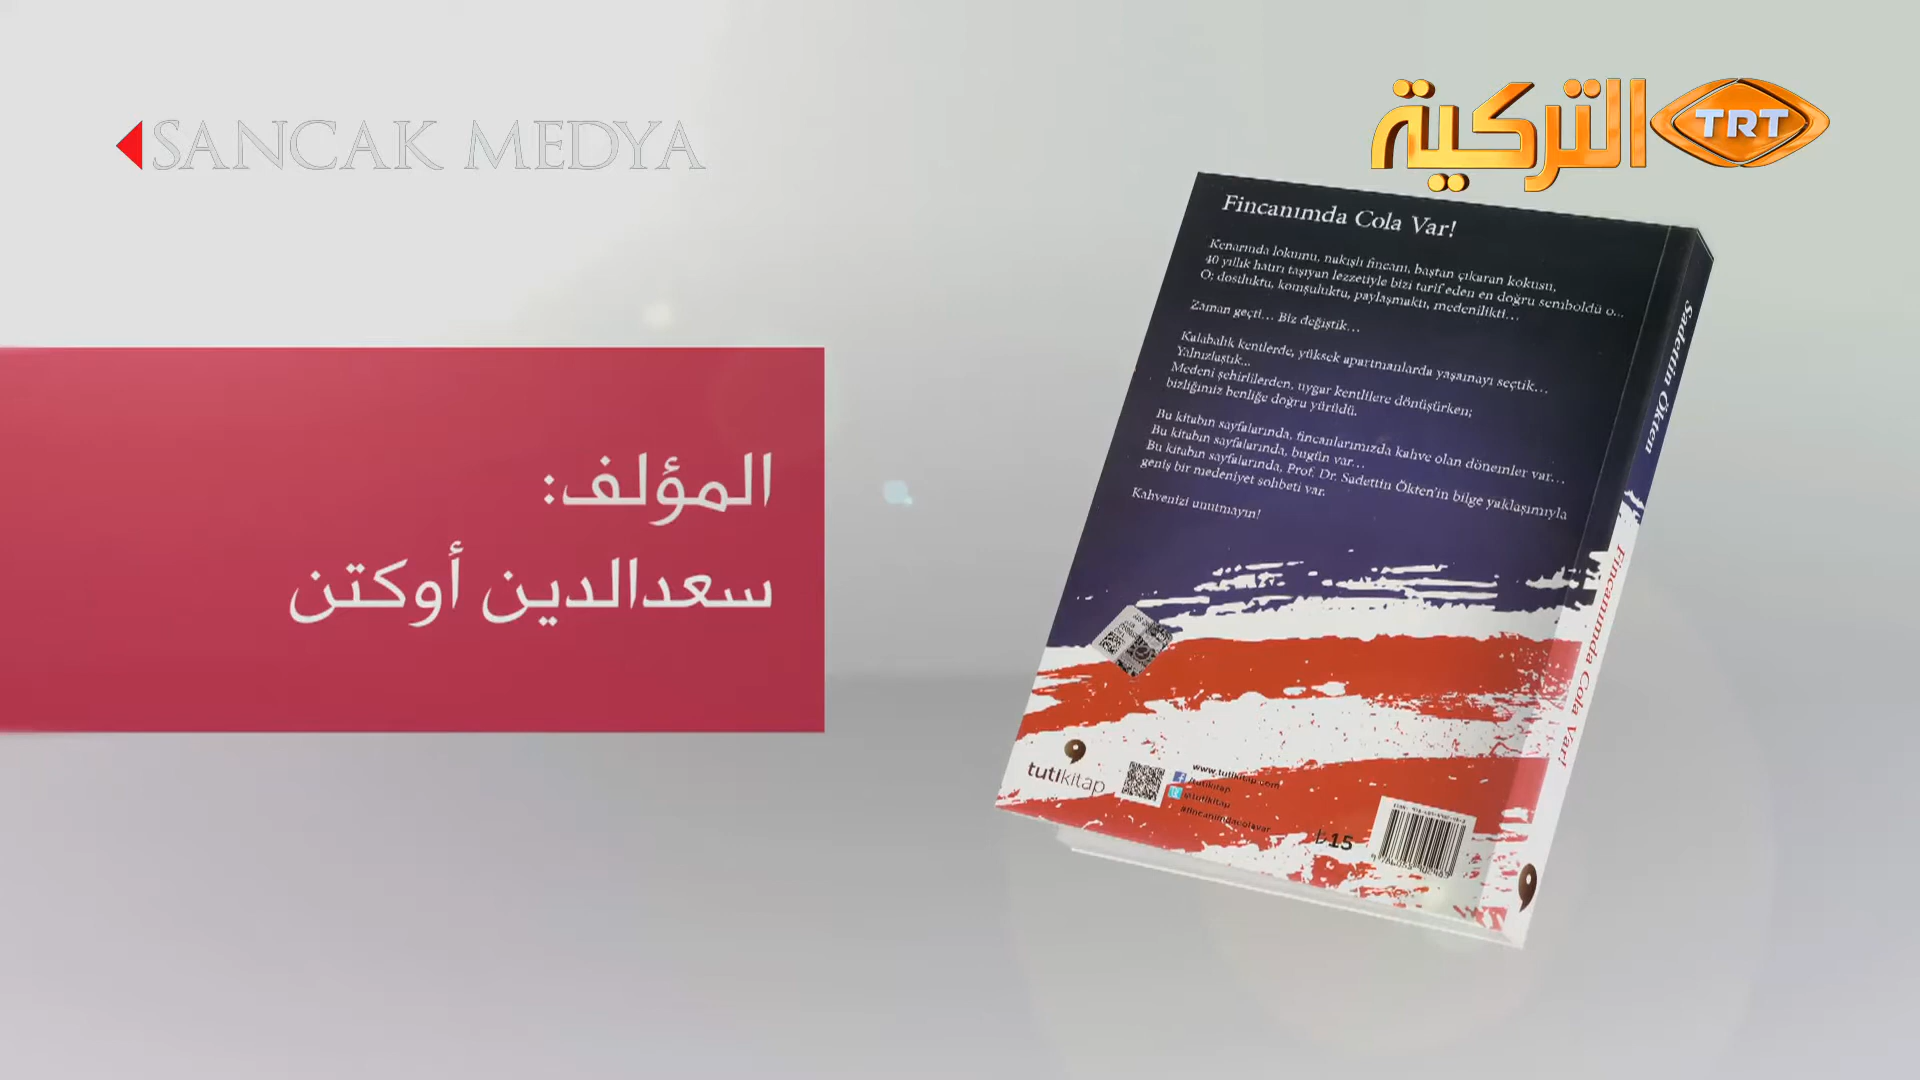 SANCAK MEDYA
التركية
TRT
المؤلف:
سعدالدين أوكتن
Fincanımda Cola Var!
Kenarında lokumu, nakışlı fincanı, baştan çıkaran kokusu,
40 yıllık hatırı taşıyan lezzetiyle bizi tarif eden en doğru semboldü o...
O; dostluktu, komşuluktu, paylaşmaktı, medenilikti...
Zaman geçti... Biz değiştik...
Kalabalık kentlerde, yüksek apartmanlarda yaşamayı seçtik...
Yalnızlaştık...
Medeni şehirlilerden, uygar kentlilere dönüşürken;
bizliğimiz benliğe doğru yürüdü.
Bu kitabın sayfalarında, fincanlarımızda kahve olan dönemler var...
Bu kitabın sayfalarında, bugün var...
Bu kitabın sayfalarında, Prof. Dr. Sadettin Ökten'in bilge yaklaşımıyla
geniş bir medeniyet sohbeti var.
Kahvenizi unutmayın!
tutikitap
www.tutikitap.com
/tutikitap
@tutikitap
#fincanımdacolavar
₺15
Sadettin Ökten
Fincanımda Cola Var!